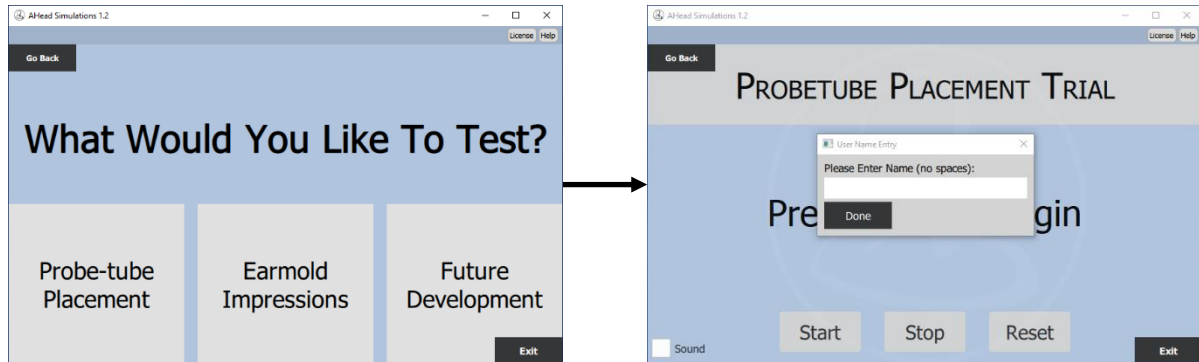 AHead Simulations 1.2
License Help
Go Back
What Would You Like To Test?
Probe-tube
Placement
Earmold
Impressions
Future
Development
Exit
AHead Simulations 1.2
License Help
Go Back
PROBETUBE PLACEMENT TRIAL
User Name Entry
Please Enter Name (no spaces):
Done
Pre gin
Start Stop Reset
Sound
Exit